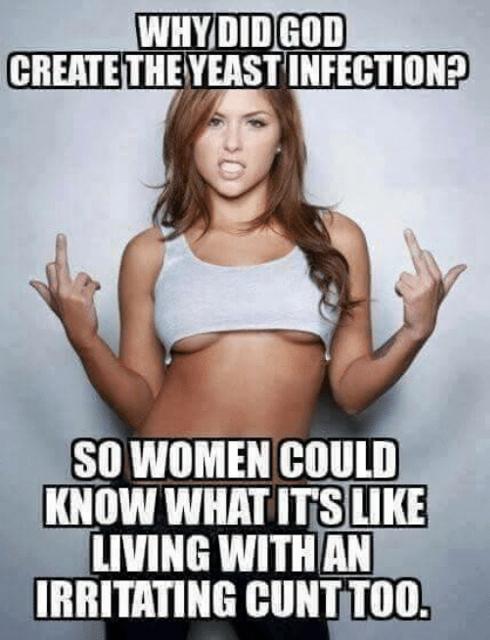 WHY DID GOD
CREATE THE YEAST INFECTION?
SO WOMEN COULD
KNOW WHAT IT'S LIKE
LIVING WITH AN
IRRITATING CUNT TOO.